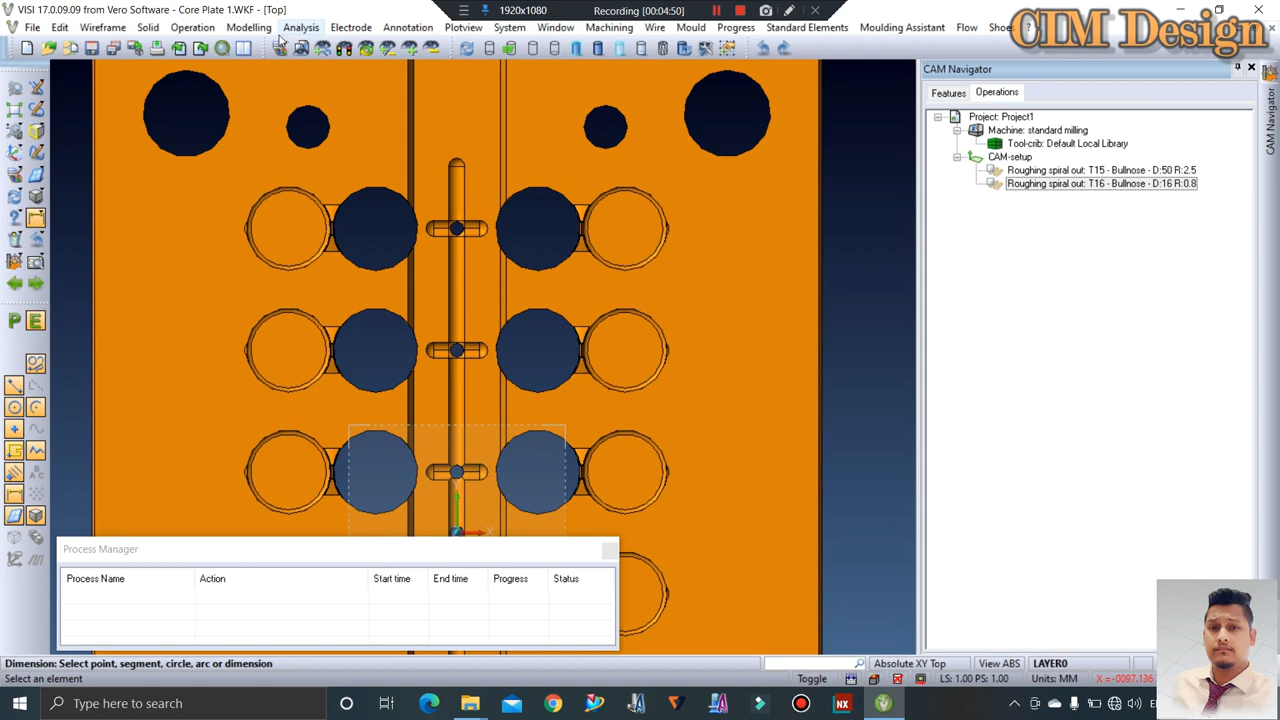 VISI 17.0.09.09 from Vero Software - Core Plate 1.WKF - [Top]
1920x1080
Recording [00:04:50]
CIM Design
File Edit Wireframe Solid Operation Modelling Analysis Electrode Annotation Plotview System Window Machining Wire Mould Progress Standard Elements Moulding Assistant Flow Shoes ?
CAM Navigator
Features Operations
Project: Project1
Machine: standard milling
Tool-crib: Default Local Library
CAM-setup
Roughing spiral out: T15 - Bullnose - D:50 R:2.5
Roughing spiral out: T16 - Bullnose - D:16 R:0.8
CAM Navigator
P E
X
Process Manager
Process Name Action Start time End time Progress Status
Dimension: Select point, segment, circle, arc or dimension
Absolute XY Top View ABS LAYER0
Select an element
Toggle LS: 1.00 PS: 1.00 Units: MM X =-0097.136
Type here to search
NX